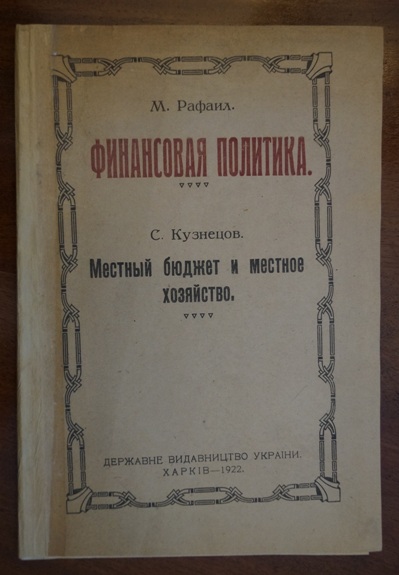 М. Рафаил.
ФИНАНСОВАЯ ПОЛИТИКА.
С. Кузнецов.
Местный бюджет и местное
хозяйство.
ДЕРЖАВНЕ ВИДАВНИЦТВО УКРАЇНИ.
ХАРКІВ—1922.